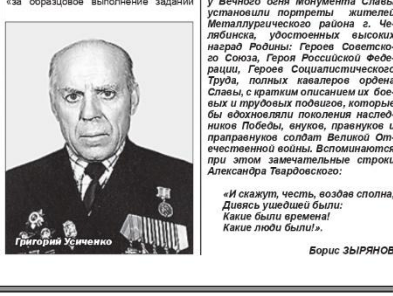 «за образцовое выполнение заданий
Григорий Усиченко
у Вечного огня Монумента Славы
установили портреты жителей
Металлургического района г. Че-
лябинска, удостоенных высоких
наград Родины: Героев Советско-
го Союза, Героя Российской Феде-
рации, Героев Социалистического
Труда, полных кавалеров ордена
Славы, с кратким описанием их бое-
вых и трудовых подвигов, которые
бы вдохновляли поколения наслед-
ников Победы, внуков, правнуков и
праправнуков солдат Великой От-
ечественной войны. Вспоминаются
при этом замечательные строки
Александра Твардовского:
«И скажут, честь, воздав сполна,
Дивясь ушедшей были:
Какие были времена!
Какие люди были!».
Борис ЗЫРЯНОВ